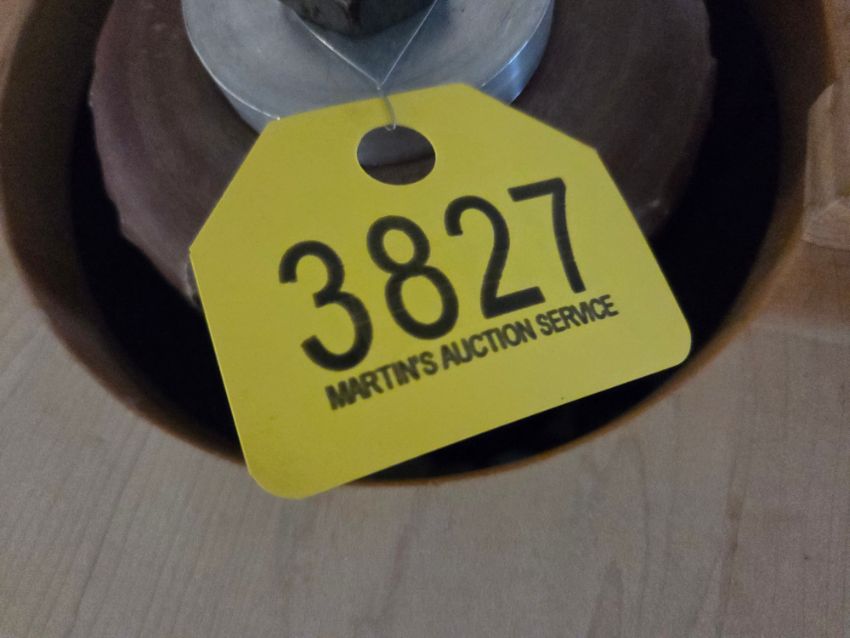 3827
MARTIN'S AUCTION SERVICE